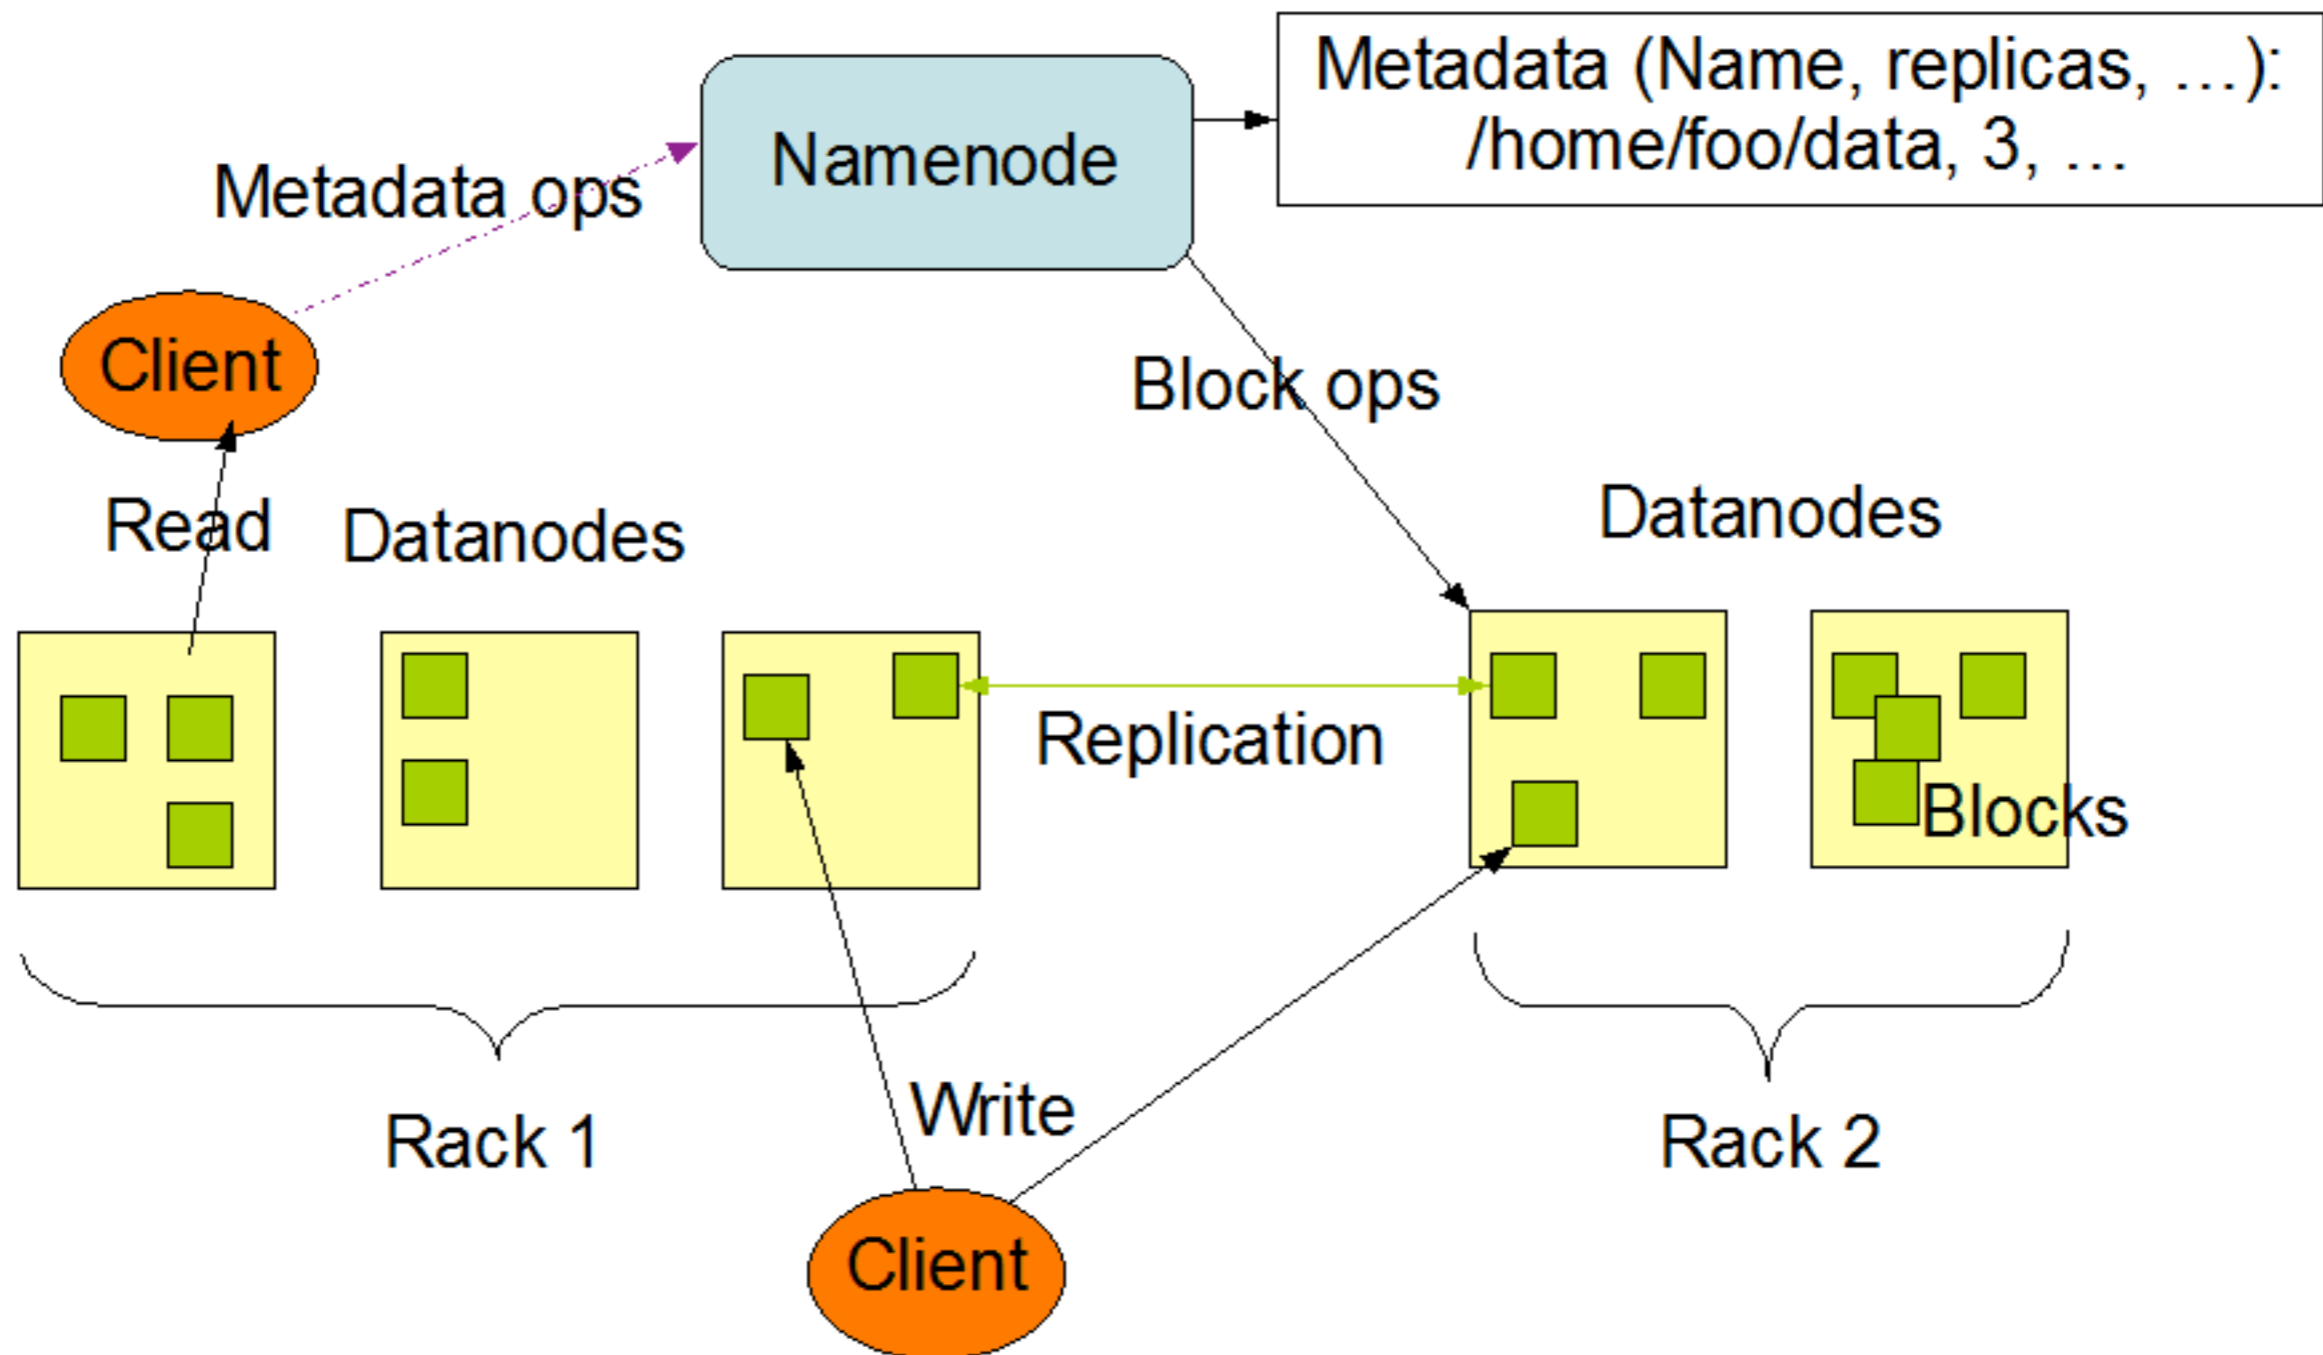 Metadata (Name, replicas, …):
/home/foo/data, 3, …
Namenode
Metadata ops
Client
Block ops
Read
Datanodes
Datanodes
Replication
Blocks
Rack 1
Write
Rack 2
Client